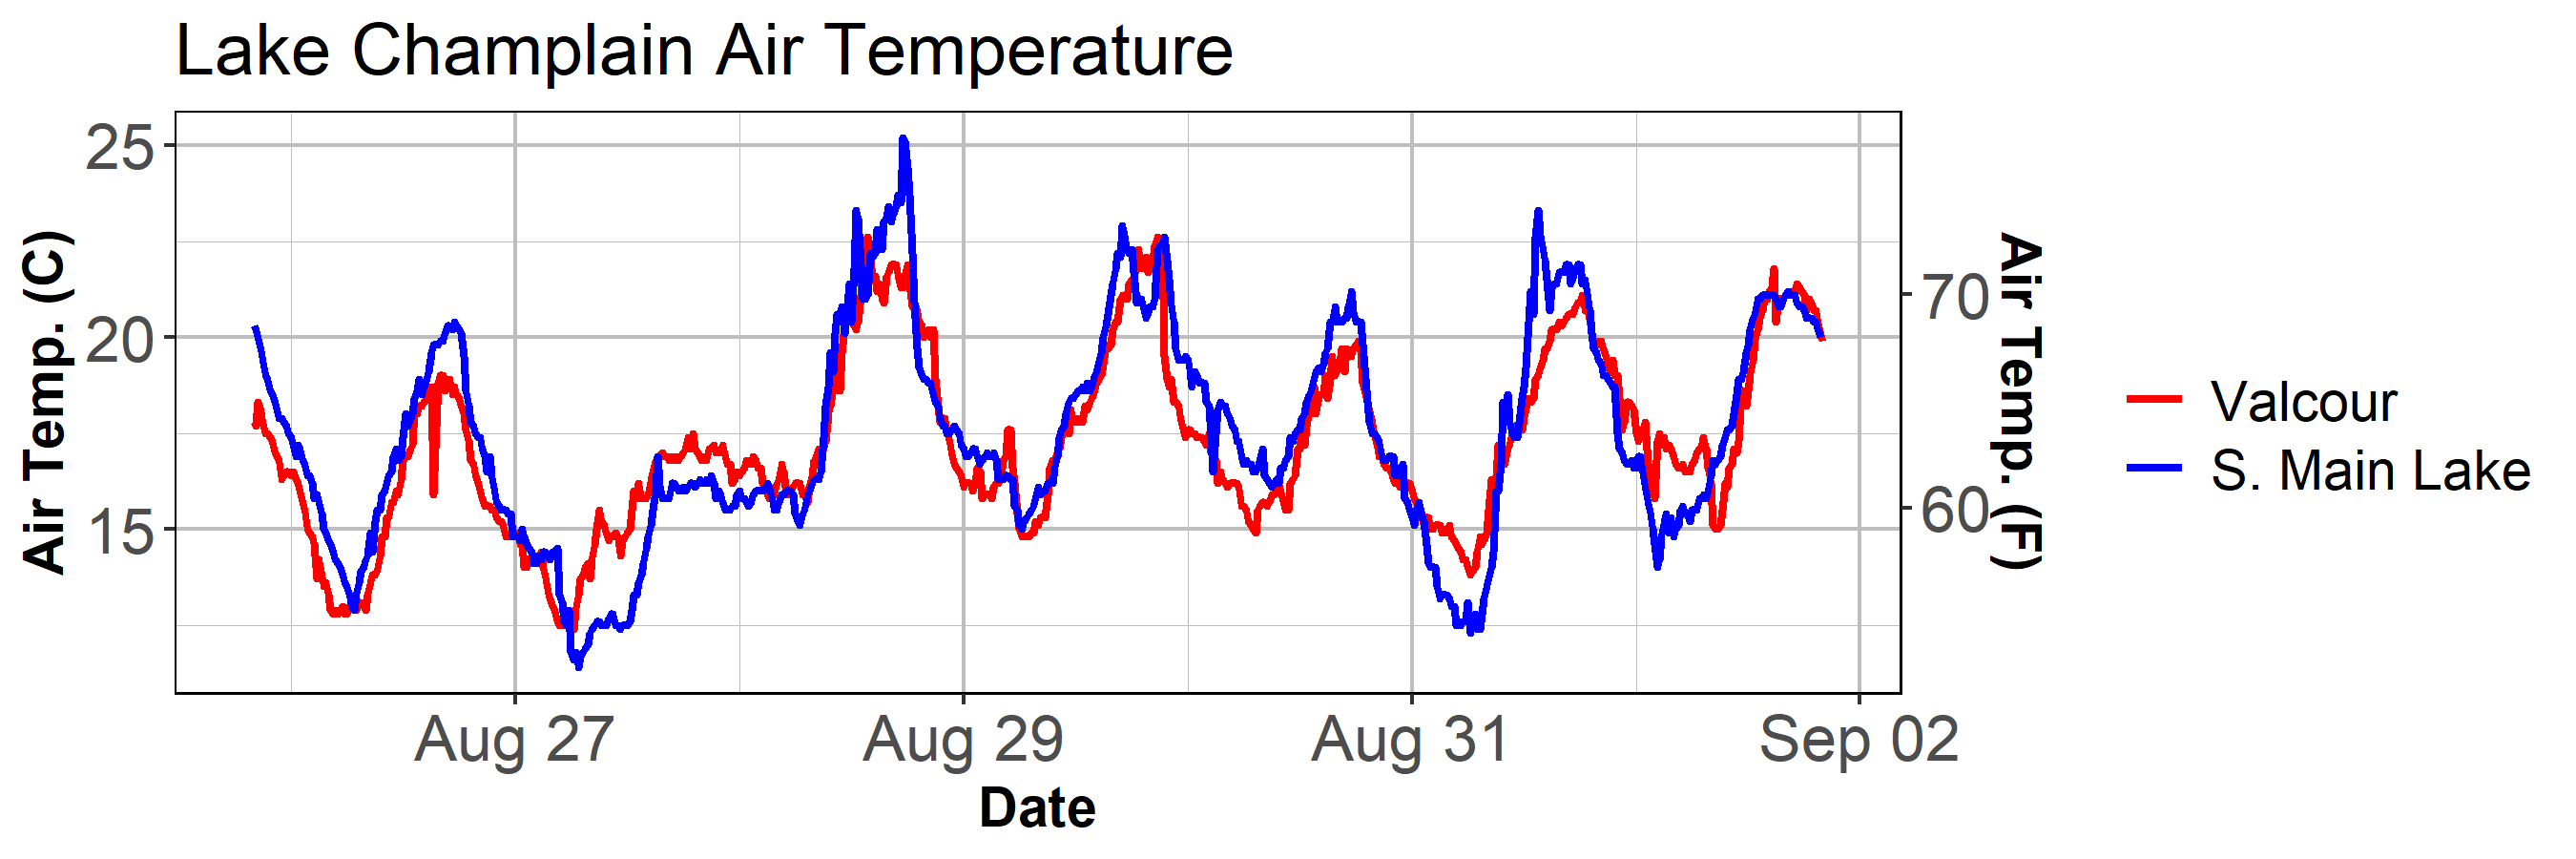 Lake Champlain Air Temperature
Air Temp. (C)
25
20
15
70
60
Air Temp. (F)
Valcour
S. Main Lake
Aug 27
Aug 29
Aug 31
Sep 02
Date